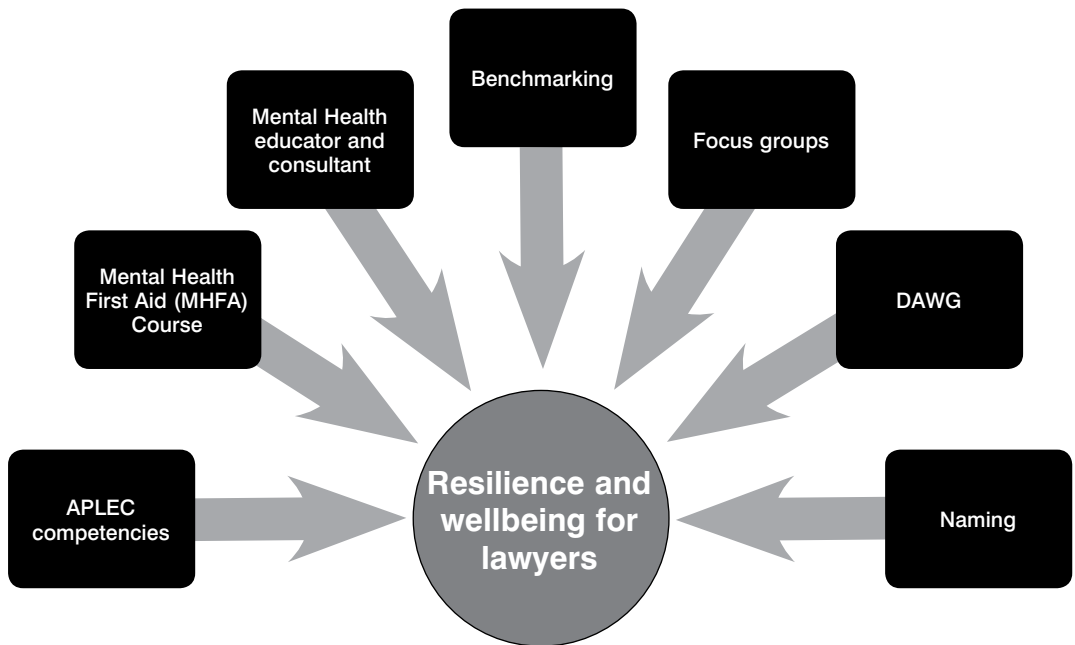 Benchmarking
Mental Health
educator and
consultant
Focus groups
Mental Health
First Aid (MHFA)
Course
DAWG
APLEC
competencies
Resilience and
wellbeing for
lawyers
Naming